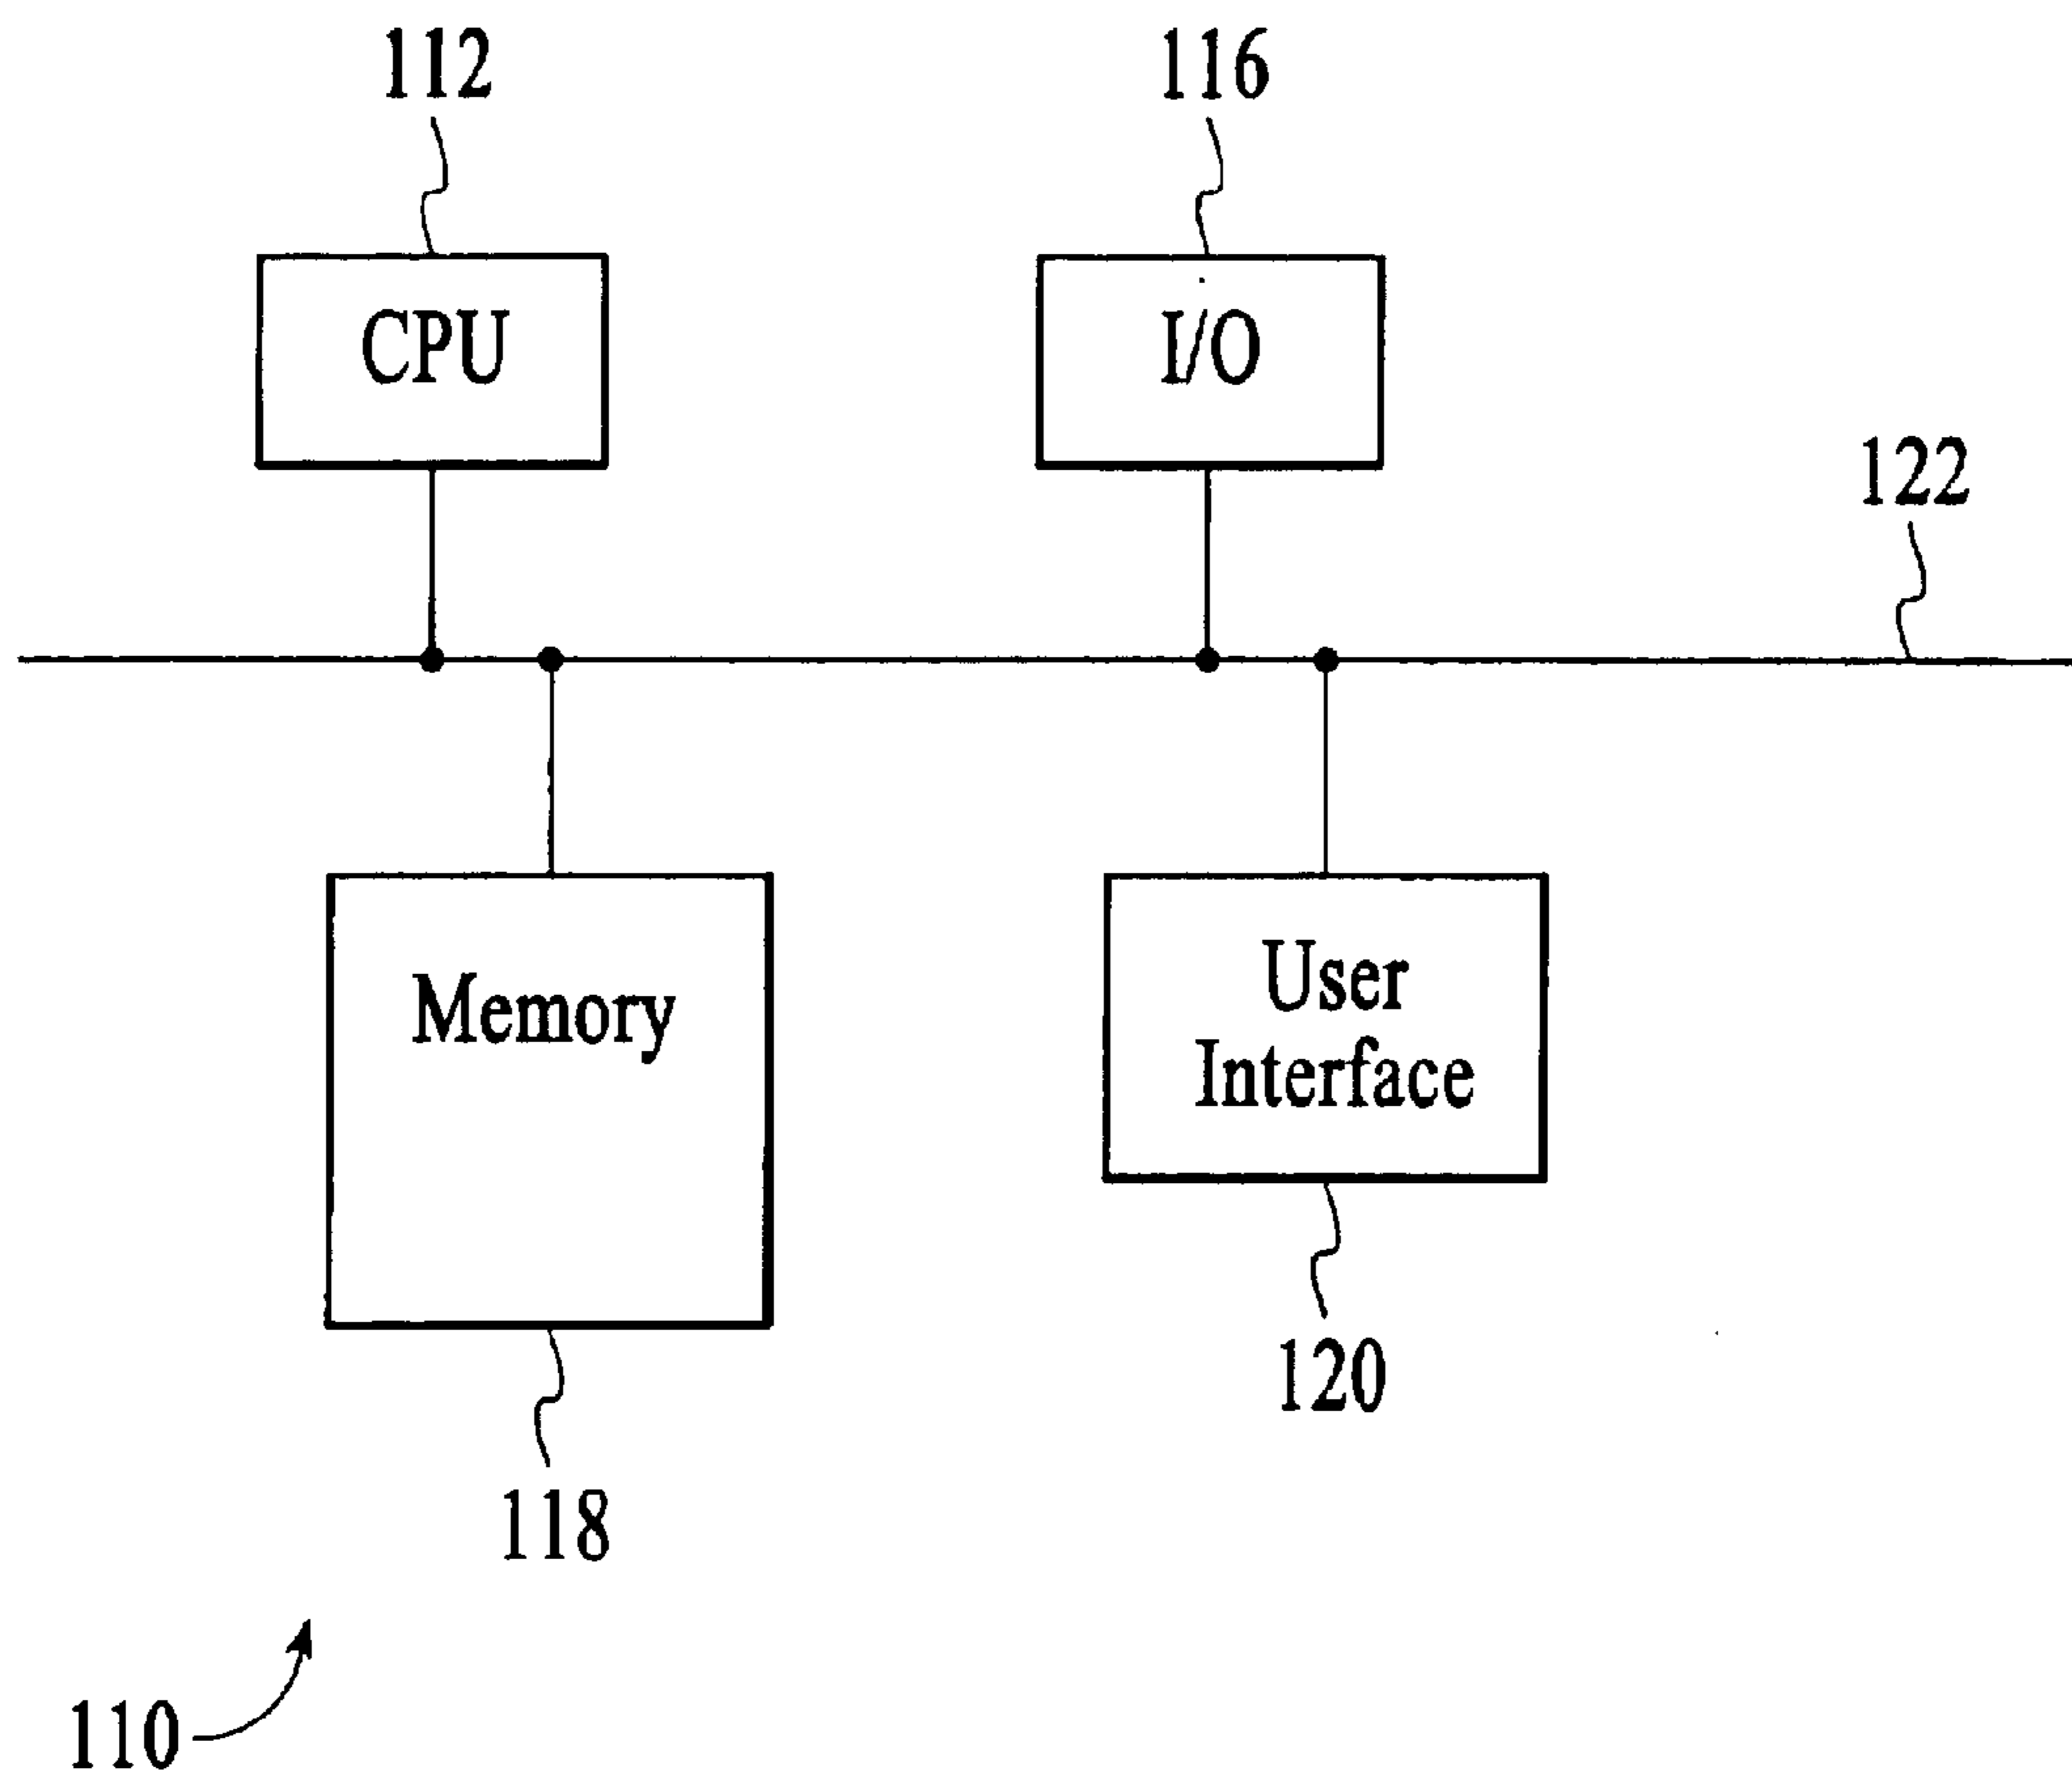 112
116
CPU
I/O
122
Memory
User
Interface
120
118
110